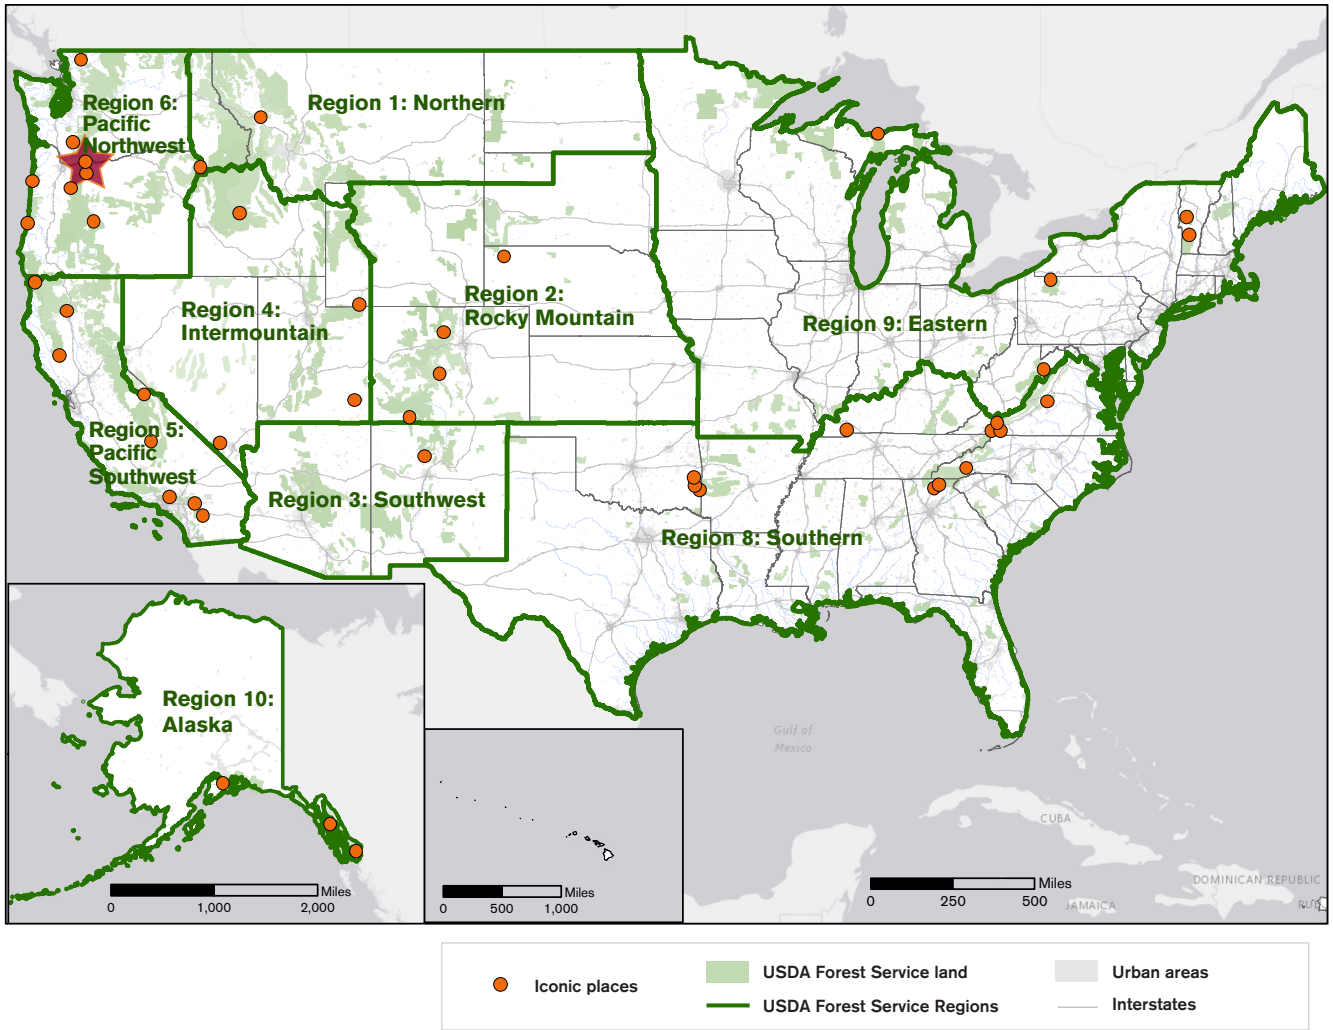 Region 6:
Pacific
Northwest
Region 1: Northern
Region 4:
Intermountain
Region 2:
Rocky Mountain
Region 9: Eastern
Region 5:
Pacific
Southwest
Region 3: Southwest
Region 8: Southern
Region 10:
Alaska
Gulf of
Mexico
CUBA
DOMINICAN REPUBLIC
JAMAICA
Miles
0 1,000 2,000
Miles
0 500 1,000
Miles
0 250 500
Iconic places
USDA Forest Service land
USDA Forest Service Regions
Urban areas
Interstates